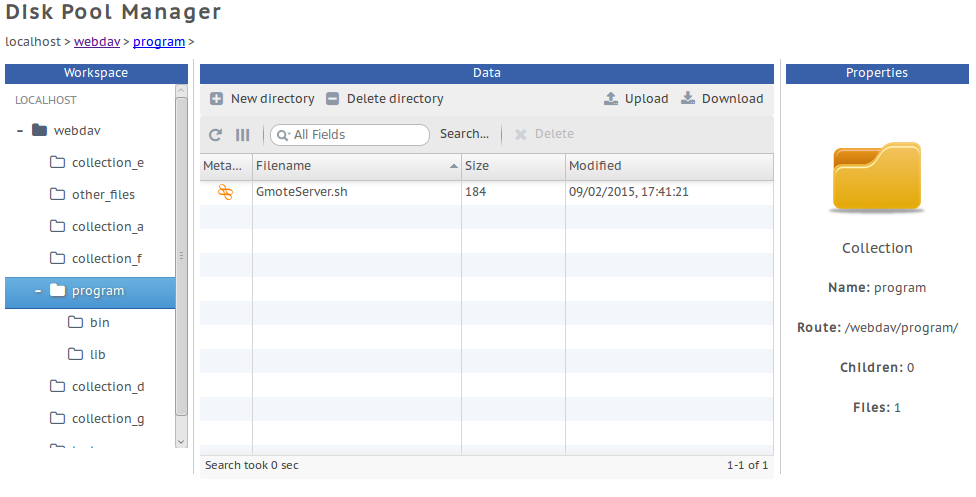 Disk Pool Manager
localhost > webdav > program >
Workspace
LOCALHOST
webdav
collection_e
other_files
collection_a
collection_f
program
bin
lib
collection_d
collection_g
Data
New directory Delete directory Upload Download
All Fields Search... Delete
Meta... Filename Size Modified
GmoteServer.sh 184 09/02/2015, 17:41:21
Search took 0 sec 1-1 of 1
Properties
Collection
Name: program
Route: /webdav/program/
Children: 0
Files: 1